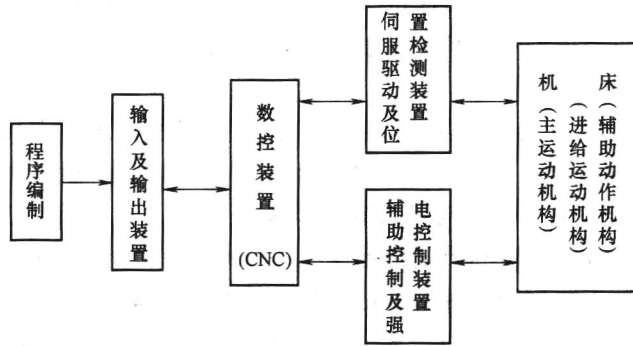 程序编制
输入及输出装置
数控装置
(CNC)
伺服驱动及位
置检测装置
辅助控制及强
电控制装置
机(主运动机构)
(进给运动机构)
床(辅助动作机构)